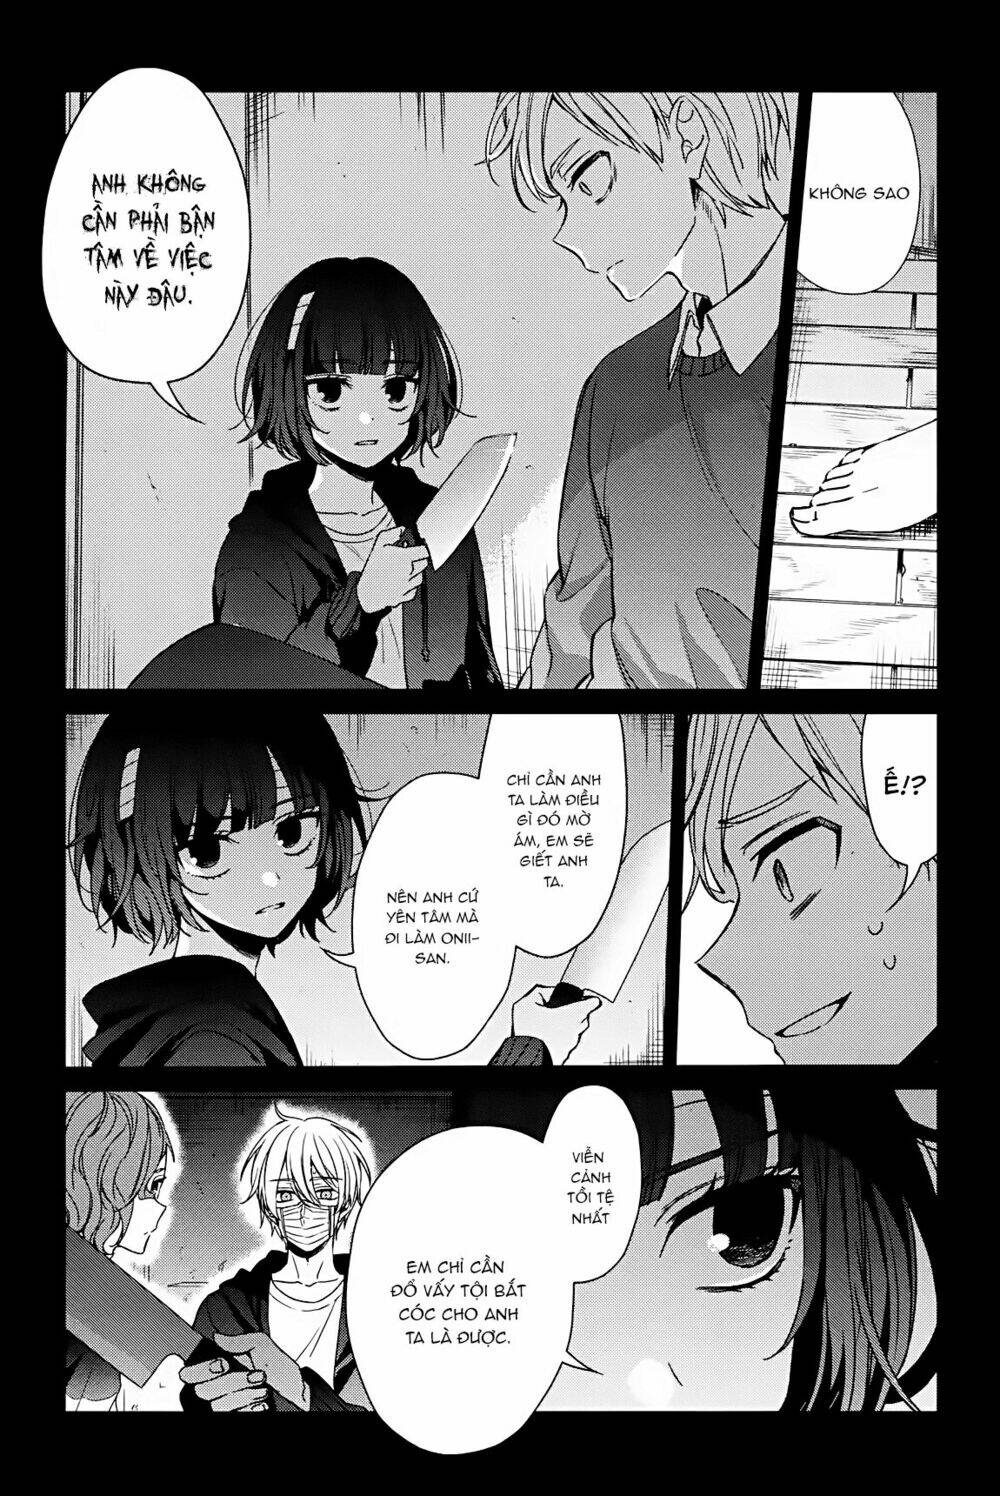 KHÔNG SAO
ANH KHÔNG
CẦN PHẢI BẬN
TÂM VỀ VIỆC
NÀY ĐÂU.
Ế!?
CHỈ CẦN ANH
TA LÀM ĐIỀU
GÌ ĐÓ MỜ
ÁM, EM SẼ
GIẾT ANH
TA.
NÊN ANH CỨ
YÊN TÂM MÀ
ĐI LÀM ONII-
SAN.
VIỄN
CẢNH
TỒI TỆ
NHẤT
EM CHỈ CẦN
ĐỔ VẤY TỘI BẮT
CÓC CHO ANH
TA LÀ ĐƯỢC.